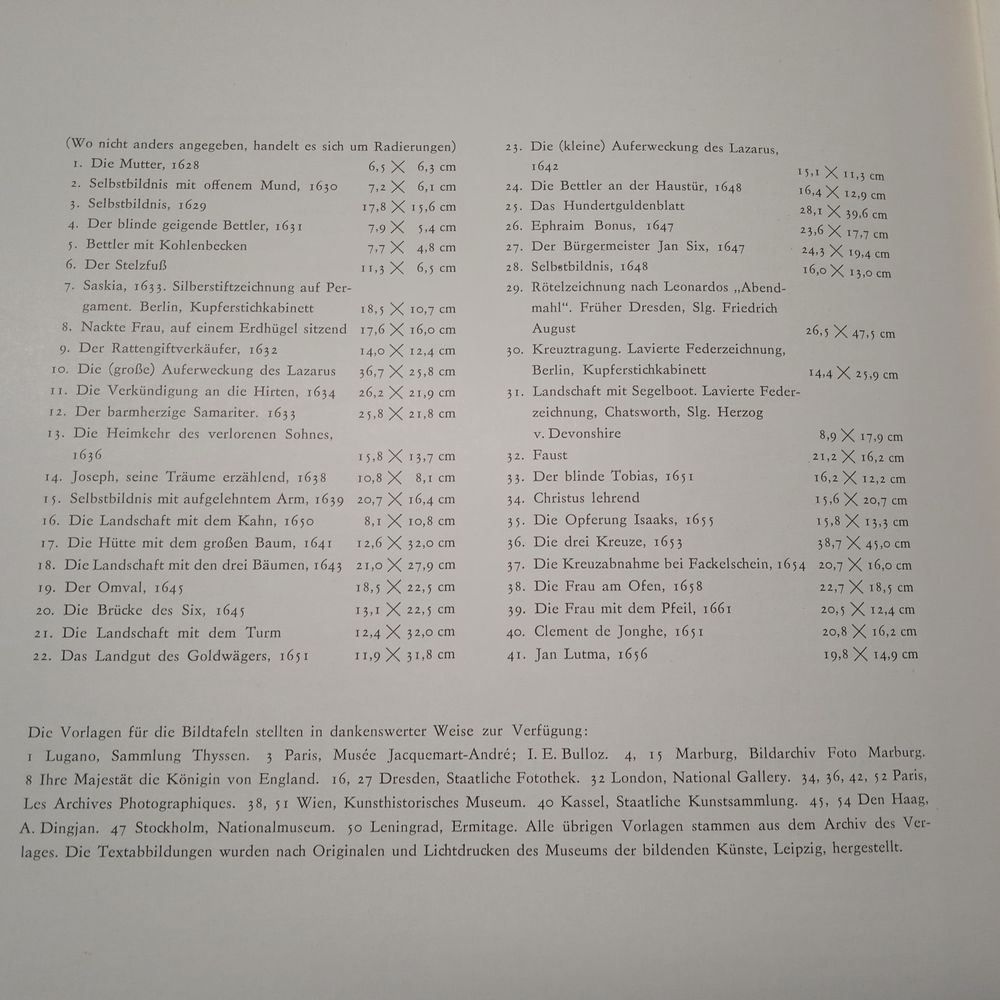 (Wo nicht anders angegeben, handelt es sich um Radierungen)
1. Die Mutter, 1628 6,5 × 6,3 cm
2. Selbstbildnis mit offenem Mund, 1630 7,2 × 6,1 cm
3. Selbstbildnis, 1629 17,8 × 15,6 cm
4. Der blinde geigende Bettler, 1631 7,9 × 5,4 cm
5. Bettler mit Kohlenbecken 7,7 × 4,8 cm
6. Der Stelzfuß 11,3 × 6,5 cm
7. Saskia, 1633. Silberstiftzeichnung auf Per-
gament. Berlin, Kupferstichkabinett 18,5 × 10,7 cm
8. Nackte Frau, auf einem Erdhügel sitzend 17,6 × 16,0 cm
9. Der Rattengiftverkäufer, 1632 14,0 × 12,4 cm
10. Die (große) Auferweckung des Lazarus 36,7 × 25,8 cm
11. Die Verkündigung an die Hirten, 1634 26,2 × 21,9 cm
12. Der barmherzige Samariter. 1633 25,8 × 21,8 cm
13. Die Heimkehr des verlorenen Sohnes,
1636 15,8 × 13,7 cm
14. Joseph, seine Träume erzählend, 1638 10,8 × 8,1 cm
15. Selbstbildnis mit aufgelehntem Arm, 1639 20,7 × 16,4 cm
16. Die Landschaft mit dem Kahn, 1650 8,1 × 10,8 cm
17. Die Hütte mit dem großen Baum, 1641 12,6 × 32,0 cm
18. Die Landschaft mit den drei Bäumen, 1643 21,0 × 27,9 cm
19. Der Omval, 1645 18,5 × 22,5 cm
20. Die Brücke des Six, 1645 13,1 × 22,5 cm
21. Die Landschaft mit dem Turm 12,4 × 32,0 cm
22. Das Landgut des Goldwägers, 1651 11,9 × 31,8 cm
23. Die (kleine) Auferweckung des Lazarus,
1642 15,1 × 11,3 cm
24. Die Bettler an der Haustür, 1648 16,4 × 12,9 cm
25. Das Hundertguldenblatt 28,1 × 39,6 cm
26. Ephraim Bonus, 1647 23,6 × 17,7 cm
27. Der Bürgermeister Jan Six, 1647 24,3 × 19,4 cm
28. Selbstbildnis, 1648 16,0 × 13,0 cm
29. Rötelzeichnung nach Leonardos „Abend-
mahl“. Früher Dresden, Slg. Friedrich
August 26,5 × 47,5 cm
30. Kreuztragung. Lavierte Federzeichnung,
Berlin, Kupferstichkabinett 14,4 × 25,9 cm
31. Landschaft mit Segelboot. Lavierte Feder-
zeichnung, Chatsworth, Slg. Herzog
v. Devonshire 8,9 × 17,9 cm
32. Faust 21,2 × 16,2 cm
33. Der blinde Tobias, 1651 16,2 × 12,2 cm
34. Christus lehrend 15,6 × 20,7 cm
35. Die Opferung Isaaks, 1655 15,8 × 13,3 cm
36. Die drei Kreuze, 1653 38,7 × 45,0 cm
37. Die Kreuzabnahme bei Fackelschein, 1654 20,7 × 16,0 cm
38. Die Frau am Ofen, 1658 22,7 × 18,5 cm
39. Die Frau mit dem Pfeil, 1661 20,5 × 12,4 cm
40. Clement de Jonghe, 1651 20,8 × 16,2 cm
41. Jan Lutma, 1656 19,8 × 14,9 cm
Die Vorlagen für die Bildtafeln stellten in dankenswerter Weise zur Verfügung:
1 Lugano, Sammlung Thyssen. 3 Paris, Musée Jacquemart-André; I. E. Bulloz. 4, 15 Marburg, Bildarchiv Foto Marburg.
8 Ihre Majestät die Königin von England. 16, 27 Dresden, Staatliche Fotothek. 32 London, National Gallery. 34, 36, 42, 52 Paris,
Les Archives Photographiques. 38, 51 Wien, Kunsthistorisches Museum. 40 Kassel, Staatliche Kunstsammlung. 45, 54 Den Haag,
A. Dingjan. 47 Stockholm, Nationalmuseum. 50 Leningrad, Ermitage. Alle übrigen Vorlagen stammen aus dem Archiv des Ver-
lages. Die Textabbildungen wurden nach Originalen und Lichtdrucken des Museums der bildenden Künste, Leipzig, hergestellt.